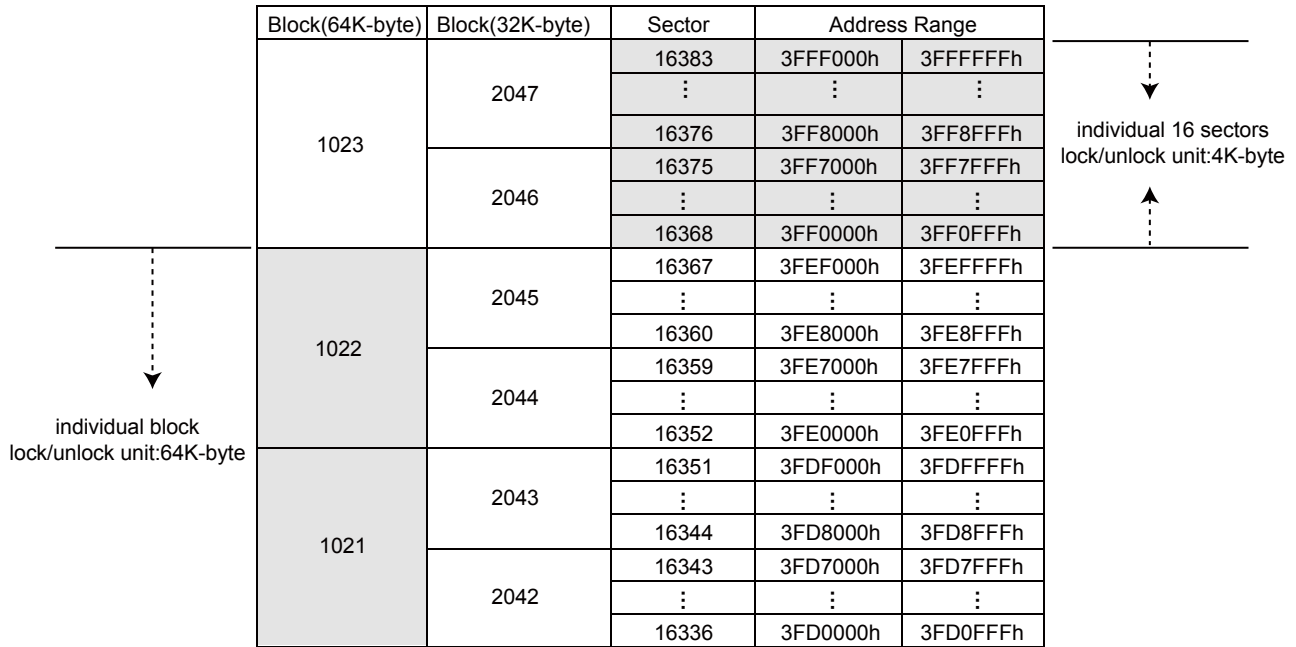 Block(64K-byte) Block(32K-byte) Sector Address Range
1023
2047
16383 3FFF000h 3FFFFFFh
⋮ ⋮ ⋮
16376 3FF8000h 3FF8FFFh
2046
16375 3FF7000h 3FF7FFFh
⋮ ⋮ ⋮
16368 3FF0000h 3FF0FFFh
individual 16 sectors
lock/unlock unit:4K-byte
1022
2045
16367 3FEF000h 3FEFFFFh
⋮ ⋮ ⋮
16360 3FE8000h 3FE8FFFh
2044
16359 3FE7000h 3FE7FFFh
⋮ ⋮ ⋮
16352 3FE0000h 3FE0FFFh
individual block
lock/unlock unit:64K-byte
1021
2043
16351 3FDF000h 3FDFFFFh
⋮ ⋮ ⋮
16344 3FD8000h 3FD8FFFh
2042
16343 3FD7000h 3FD7FFFh
⋮ ⋮ ⋮
16336 3FD0000h 3FD0FFFh